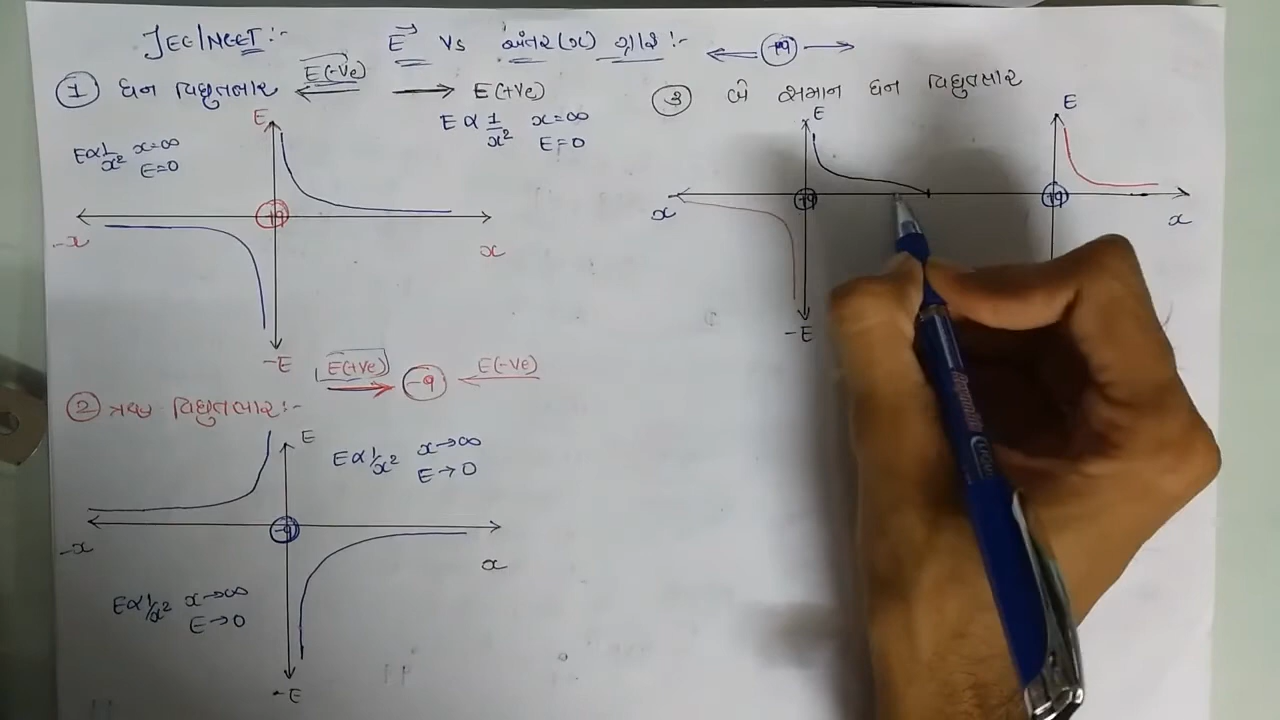 JEE/NEET:- E⃗ Vs અંતર(x) ગ્રાફ:- +q
① ધન વિદ્યુતભાર E(-ve) E(+ve)
E∝1/x² x=∞
E=0
E
E∝1/x² x=∞
E=0
+q
-x x
-E
② ઋણ વિદ્યુતભાર:- E(+ve) -q E(-ve)
E
E∝1/x² x→∞
E→0
-q
-x x
E∝1/x² x→∞
E→0
-E
③ બે સમાન ધન વિદ્યુતભાર
E E
+q +q
x x
-E